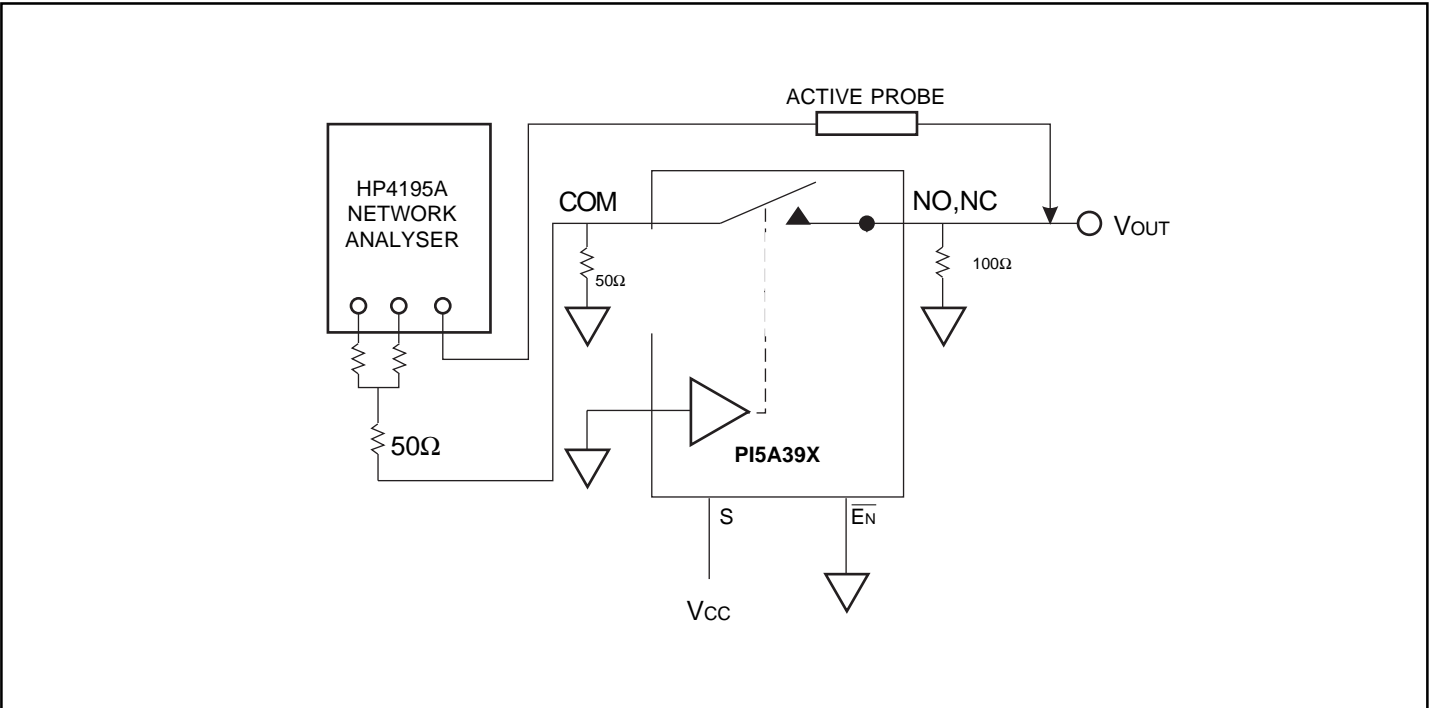 ACTIVE PROBE
HP4195A
NETWORK
ANALYSER
COM
NO,NC
VOUT
50Ω
100Ω
50Ω
PI5A39X
S
EN
VCC